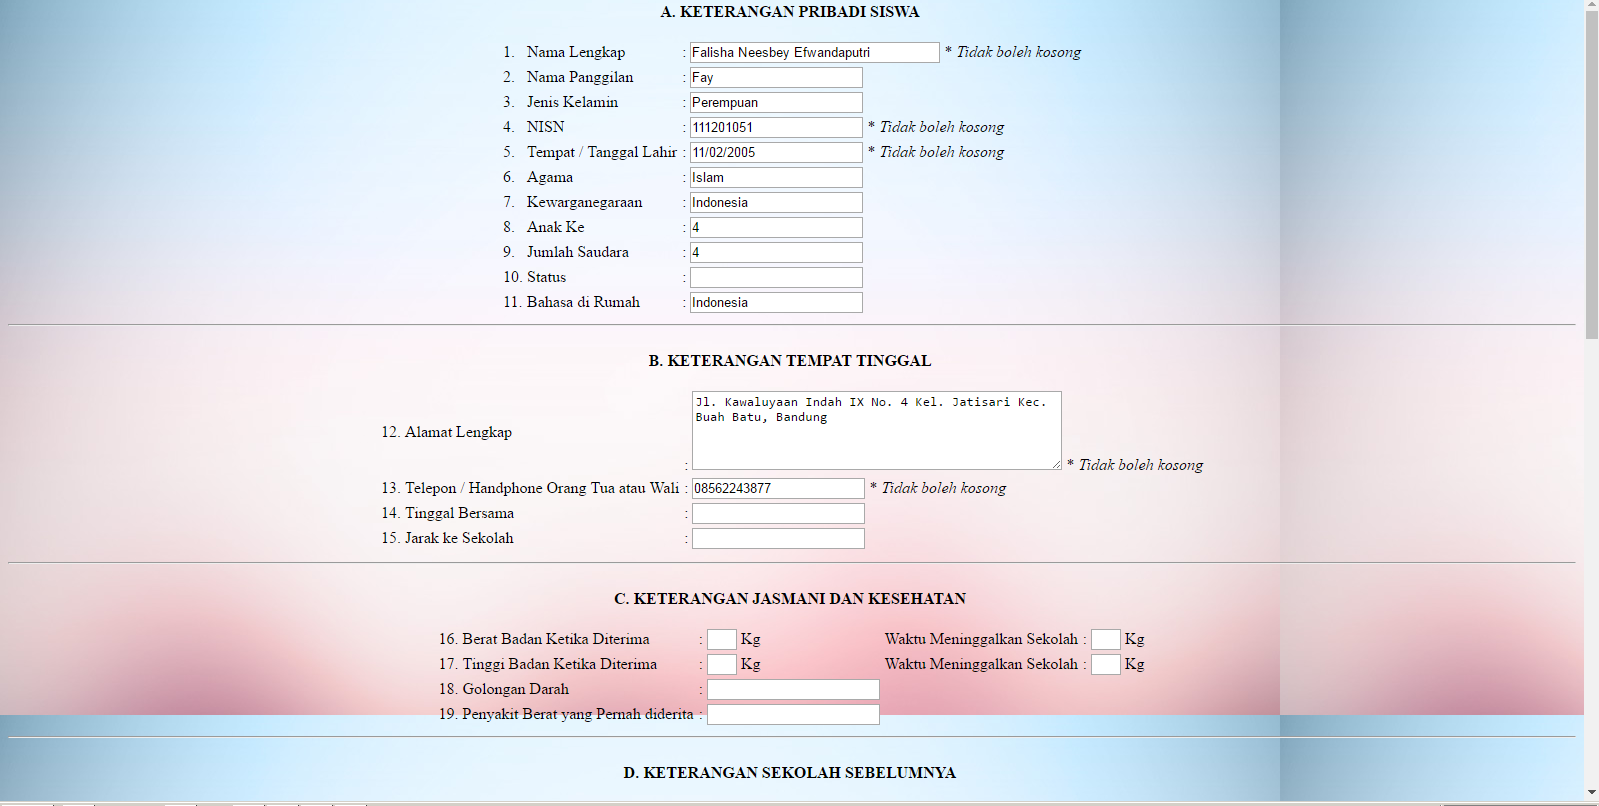 A. KETERANGAN PRIBADI SISWA
1. Nama Lengkap : Falisha Neesbey Efwandaputri * Tidak boleh kosong
2. Nama Panggilan : Fay
3. Jenis Kelamin : Perempuan
4. NISN : 111201051 * Tidak boleh kosong
5. Tempat / Tanggal Lahir : 11/02/2005 * Tidak boleh kosong
6. Agama : Islam
7. Kewarganegaraan : Indonesia
8. Anak Ke : 4
9. Jumlah Saudara : 4
10. Status :
11. Bahasa di Rumah : Indonesia
B. KETERANGAN TEMPAT TINGGAL
Jl. Kawaluyaan Indah IX No. 4 Kel. Jatisari Kec.
Buah Batu, Bandung
12. Alamat Lengkap
: * Tidak boleh kosong
13. Telepon / Handphone Orang Tua atau Wali : 08562243877 * Tidak boleh kosong
14. Tinggal Bersama :
15. Jarak ke Sekolah :
C. KETERANGAN JASMANI DAN KESEHATAN
16. Berat Badan Ketika Diterima : Kg Waktu Meninggalkan Sekolah : Kg
17. Tinggi Badan Ketika Diterima : Kg Waktu Meninggalkan Sekolah : Kg
18. Golongan Darah :
19. Penyakit Berat yang Pernah diderita :
D. KETERANGAN SEKOLAH SEBELUMNYA